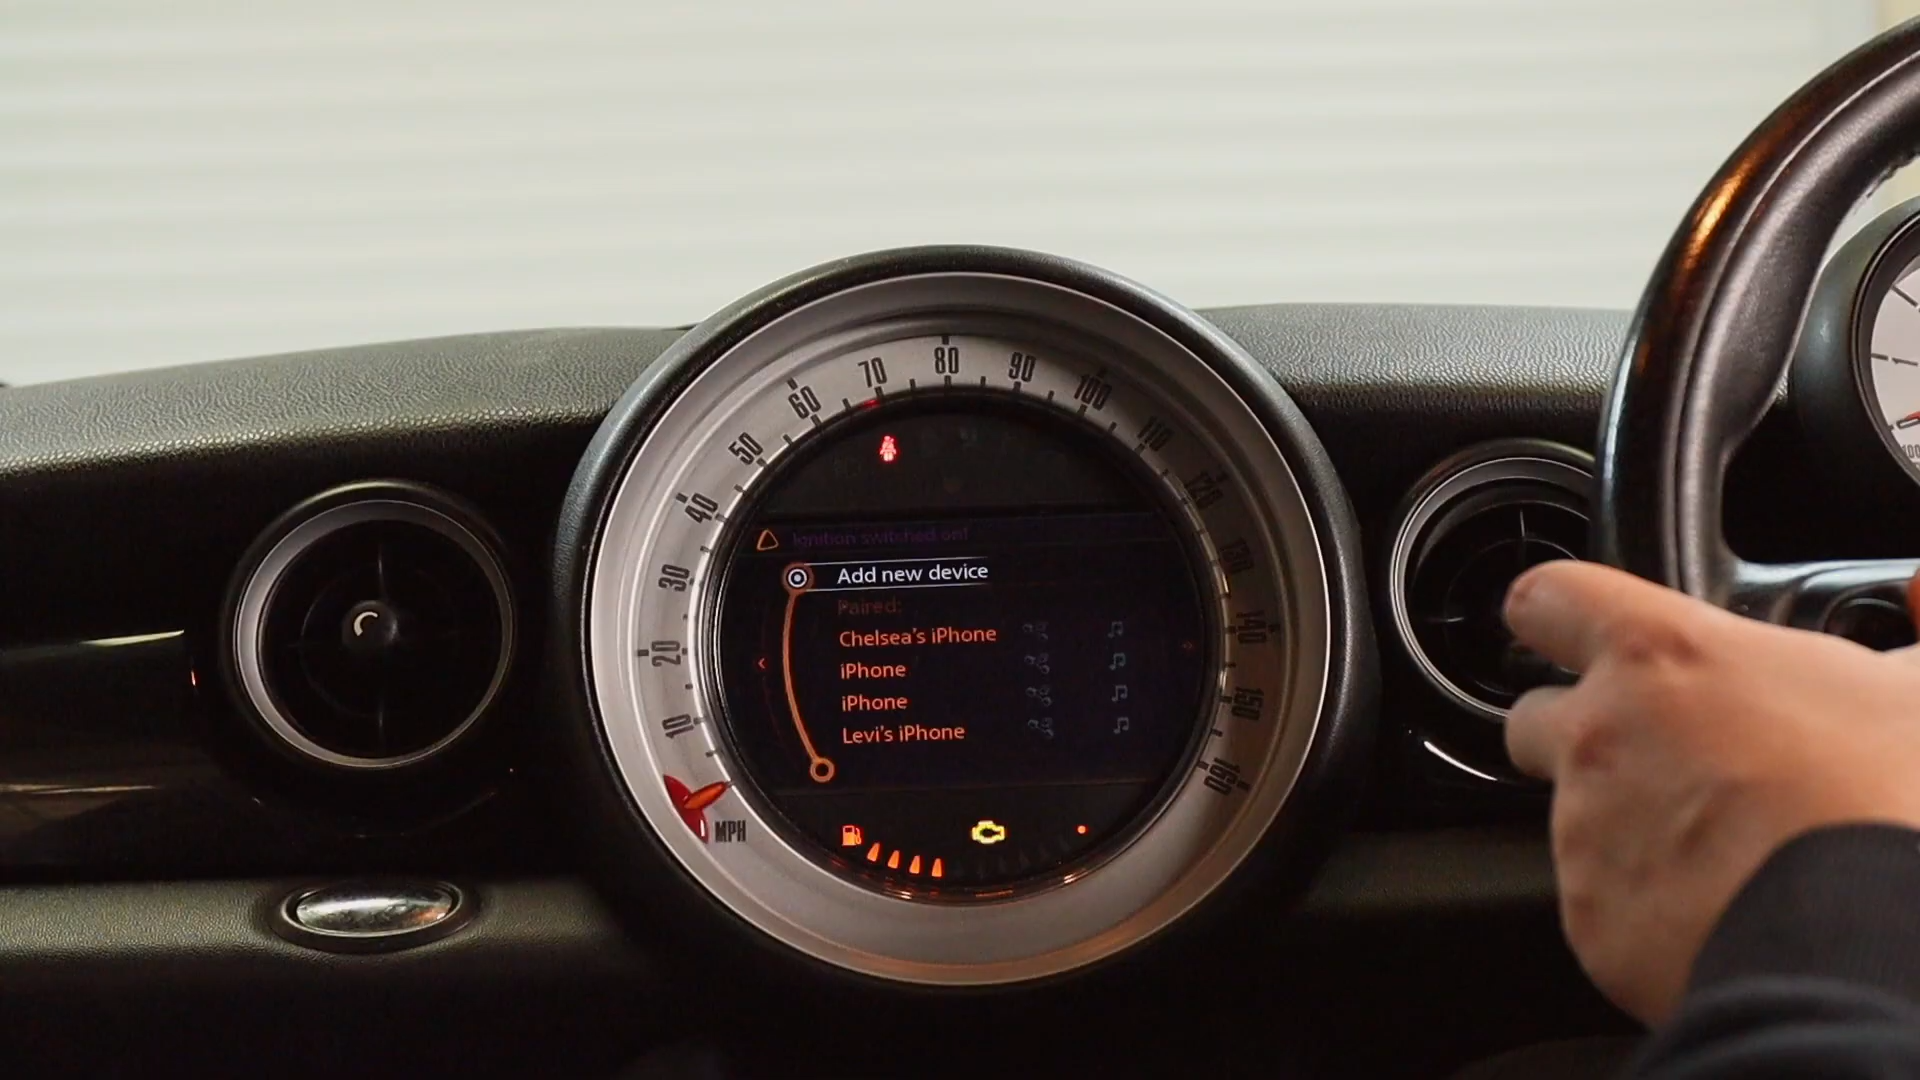 10
20
30
40
50
60
70
80
90
100
110
120
130
140
150
160
MPH
Ignition switched on!
Add new device
Paired:
Chelsea's iPhone
iPhone
iPhone
Levi's iPhone
1